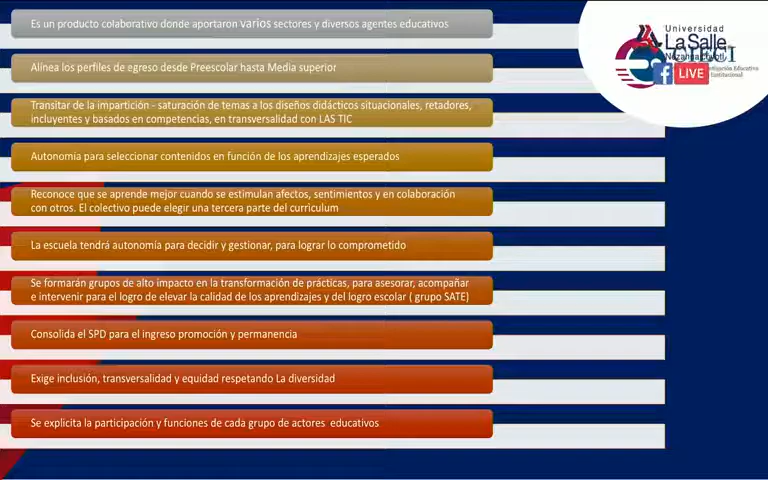 Es un producto colaborativo donde aportaron varios sectores y diversos agentes educativos
Alínea los perfiles de egreso desde Preescolar hasta Media superior
Transitar de la impartición - saturación de temas a los diseños didácticos situacionales, retadores,
incluyentes y basados en competencias, en transversalidad con LAS TIC
Autonomía para seleccionar contenidos en función de los aprendizajes esperados
Reconoce que se aprende mejor cuando se estimulan afectos, sentimientos y en colaboración
con otros. El colectivo puede elegir una tercera parte del curriculum
La escuela tendrá autonomía para decidir y gestionar, para lograr lo comprometido
Se formarán grupos de alto impacto en la transformación de prácticas, para asesorar, acompañar
e intervenir para el logro de elevar la calidad de los aprendizajes y del logro escolar ( grupo SATE)
Consolida el SPD para el ingreso promoción y permanencia
Exige inclusión, transversalidad y equidad respetando La diversidad
Se explicita la participación y funciones de cada grupo de actores educativos
Universidad
La Salle
LIVE
Institucional